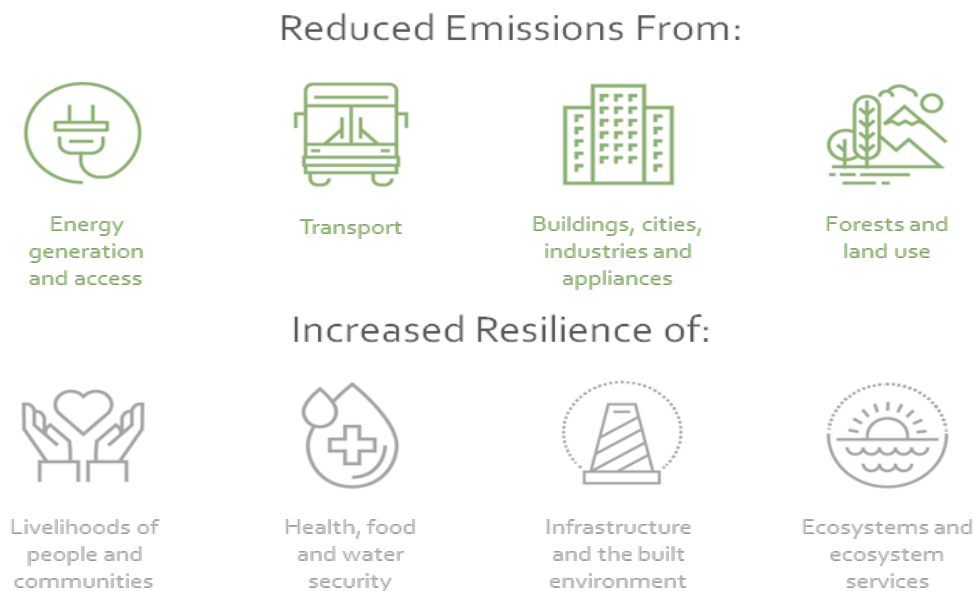 Reduced Emissions From:
Energy
generation
and access
Transport
Buildings, cities,
industries and
appliances
Forests and
land use
Increased Resilience of:
Livelihoods of
people and
communities
Health, food
and water
security
Infrastructure
and the built
environment
Ecosystems and
ecosystem
services